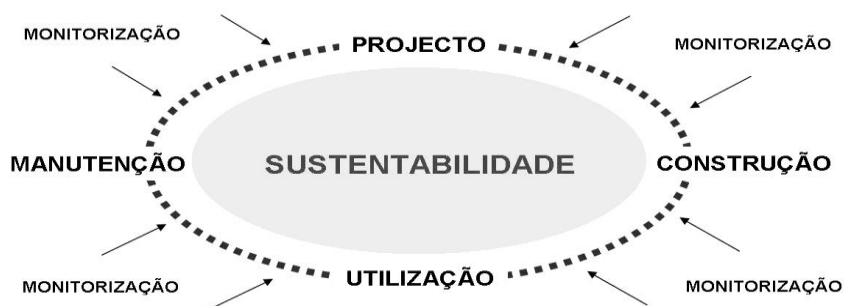 MONITORIZAÇÃO
PROJECTO
MONITORIZAÇÃO
MANUTENÇÃO
SUSTENTABILIDADE
CONSTRUÇÃO
MONITORIZAÇÃO
UTILIZAÇÃO
MONITORIZAÇÃO